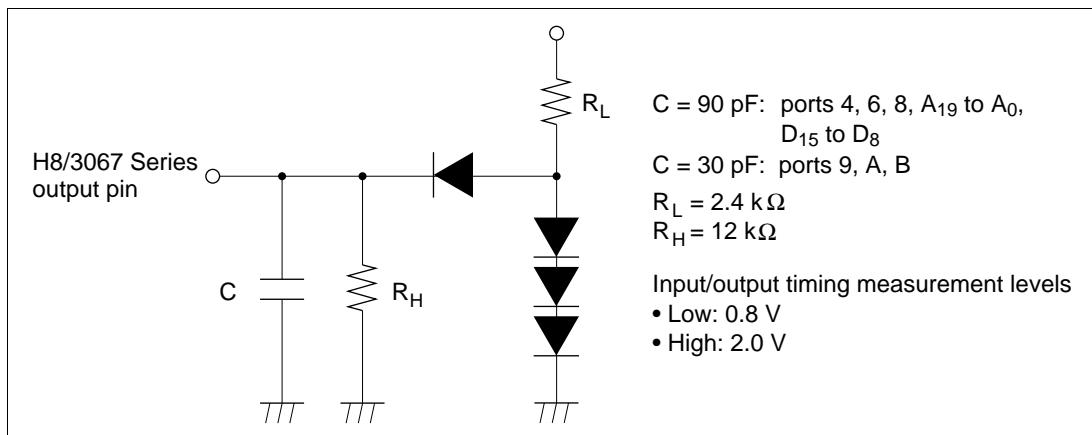 R_L
H8/3067 Series
output pin
C
R_H
C = 90 pF: ports 4, 6, 8, A₁₉ to A₀,
D₁₅ to D₈
C = 30 pF: ports 9, A, B
R_L = 2.4 kΩ
R_H = 12 kΩ
Input/output timing measurement levels
• Low: 0.8 V
• High: 2.0 V